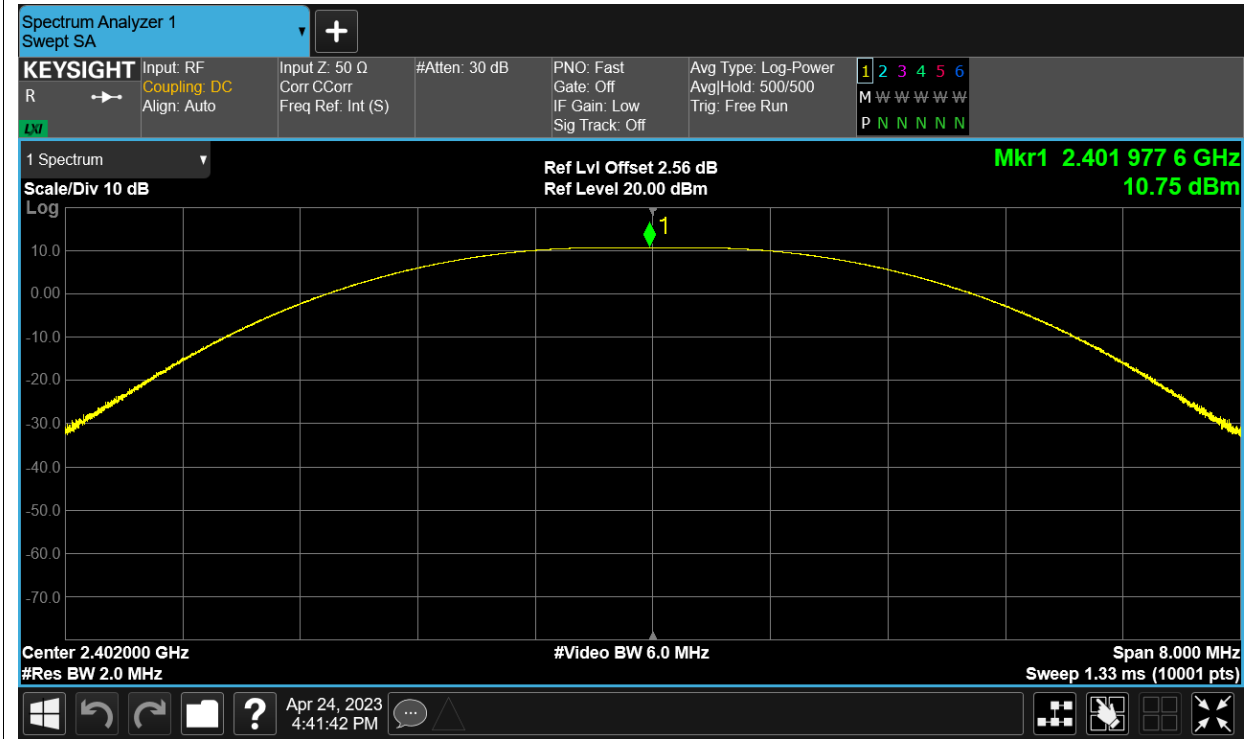 Spectrum Analyzer 1
Swept SA
KEYSIGHT
R
LXI
Input: RF
Coupling: DC
Align: Auto
Input Z: 50 Ω
Corr CCorr
Freq Ref: Int (S)
#Atten: 30 dB
PNO: Fast
Gate: Off
IF Gain: Low
Sig Track: Off
Avg Type: Log-Power
Avg|Hold: 500/500
Trig: Free Run
1 2 3 4 5 6
M W W W W W
P N N N N N
1 Spectrum
Scale/Div 10 dB
Log
Ref Lvl Offset 2.56 dB
Ref Level 20.00 dBm
Mkr1 2.401 977 6 GHz
10.75 dBm
1
10.0
0.00
-10.0
-20.0
-30.0
-40.0
-50.0
-60.0
-70.0
Center 2.402000 GHz
#Res BW 2.0 MHz
#Video BW 6.0 MHz
Span 8.000 MHz
Sweep 1.33 ms (10001 pts)
?
Apr 24, 2023
4:41:42 PM